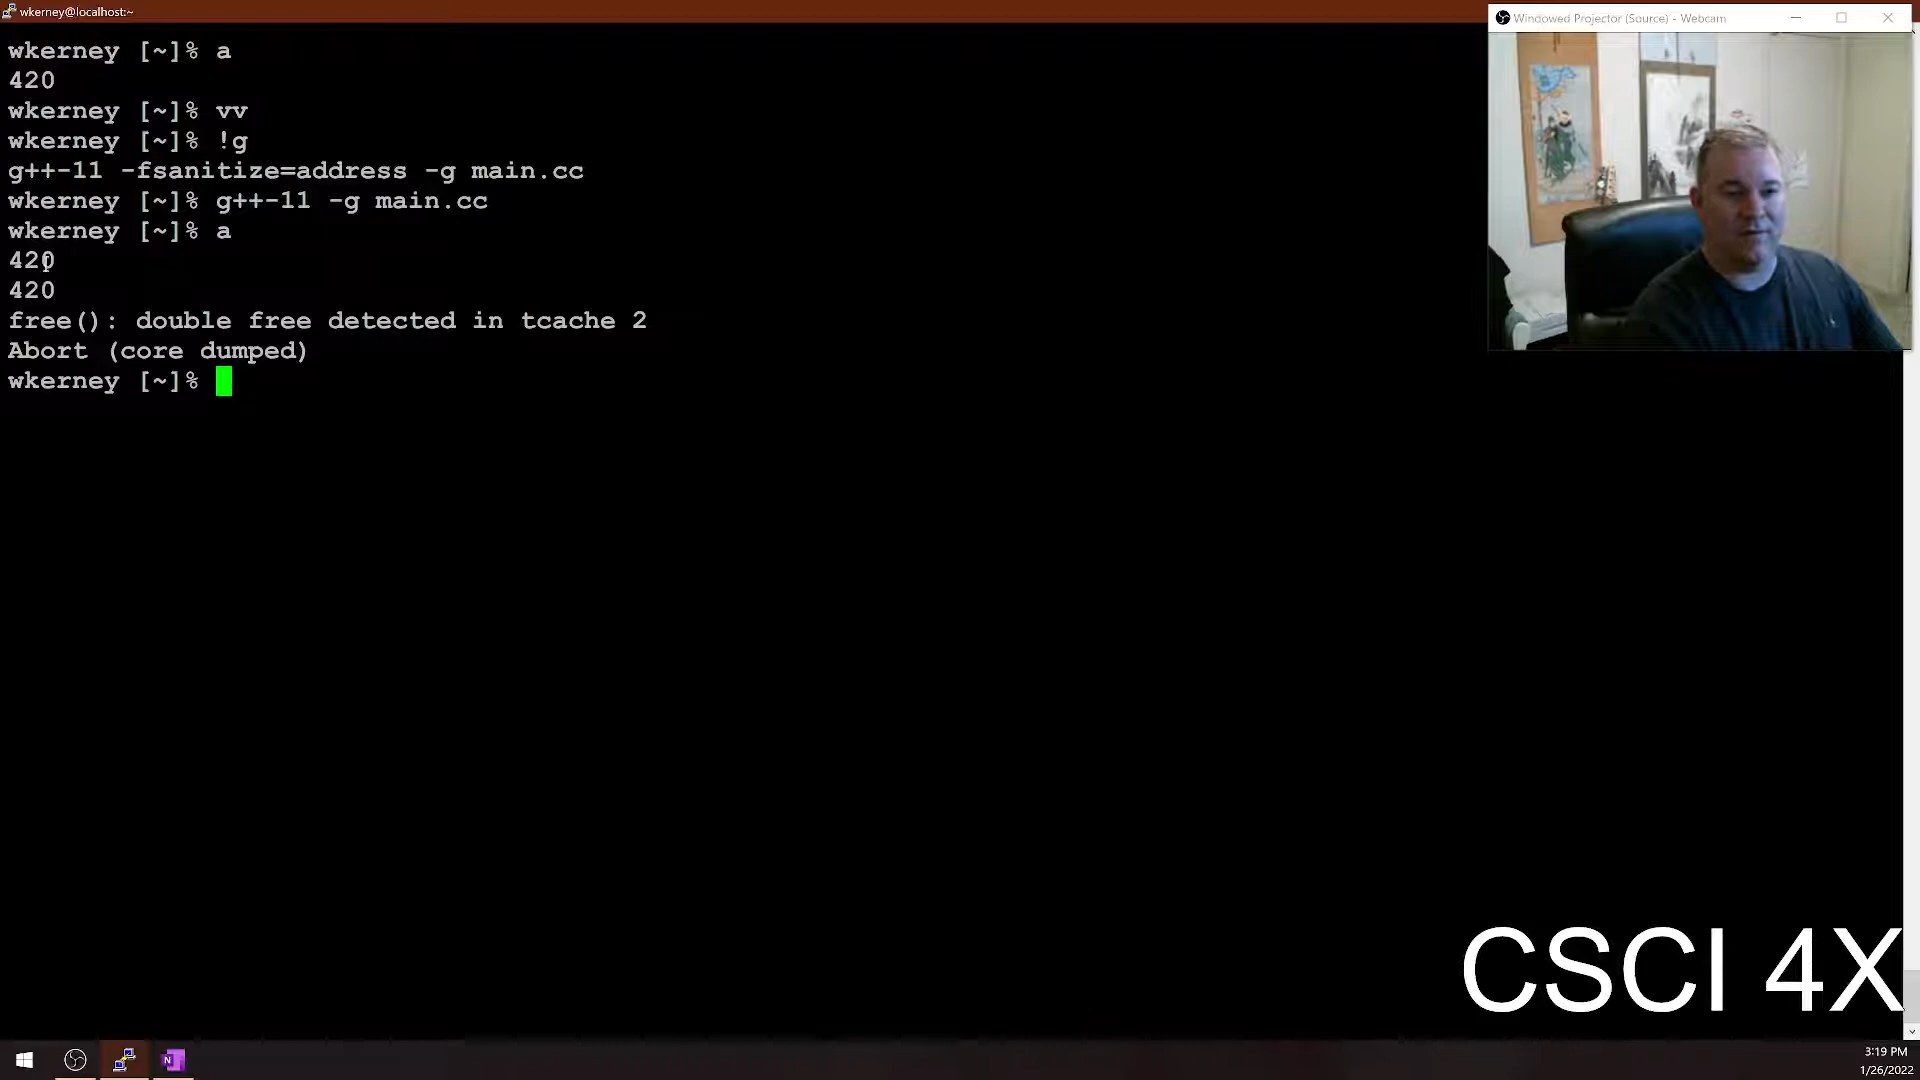 wkerney@localhost:~
wkerney [~]% a
420
wkerney [~]% vv
wkerney [~]% !g
g++-11 -fsanitize=address -g main.cc
wkerney [~]% g++-11 -g main.cc
wkerney [~]% a
420
420
free(): double free detected in tcache 2
Abort (core dumped)
wkerney [~]%
Windowed Projector (Source) - Webcam
CSCI 4X
N
3:19 PM
1/26/2022